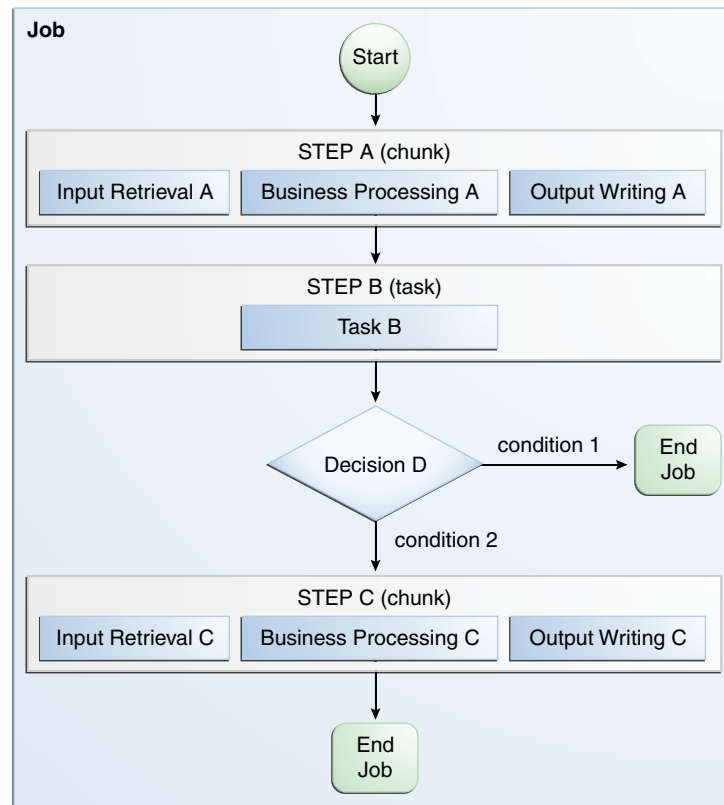 Job
Start
STEP A (chunk)
Input Retrieval A
Business Processing A
Output Writing A
STEP B (task)
Task B
Decision D
condition 1
End
Job
condition 2
STEP C (chunk)
Input Retrieval C
Business Processing C
Output Writing C
End
Job